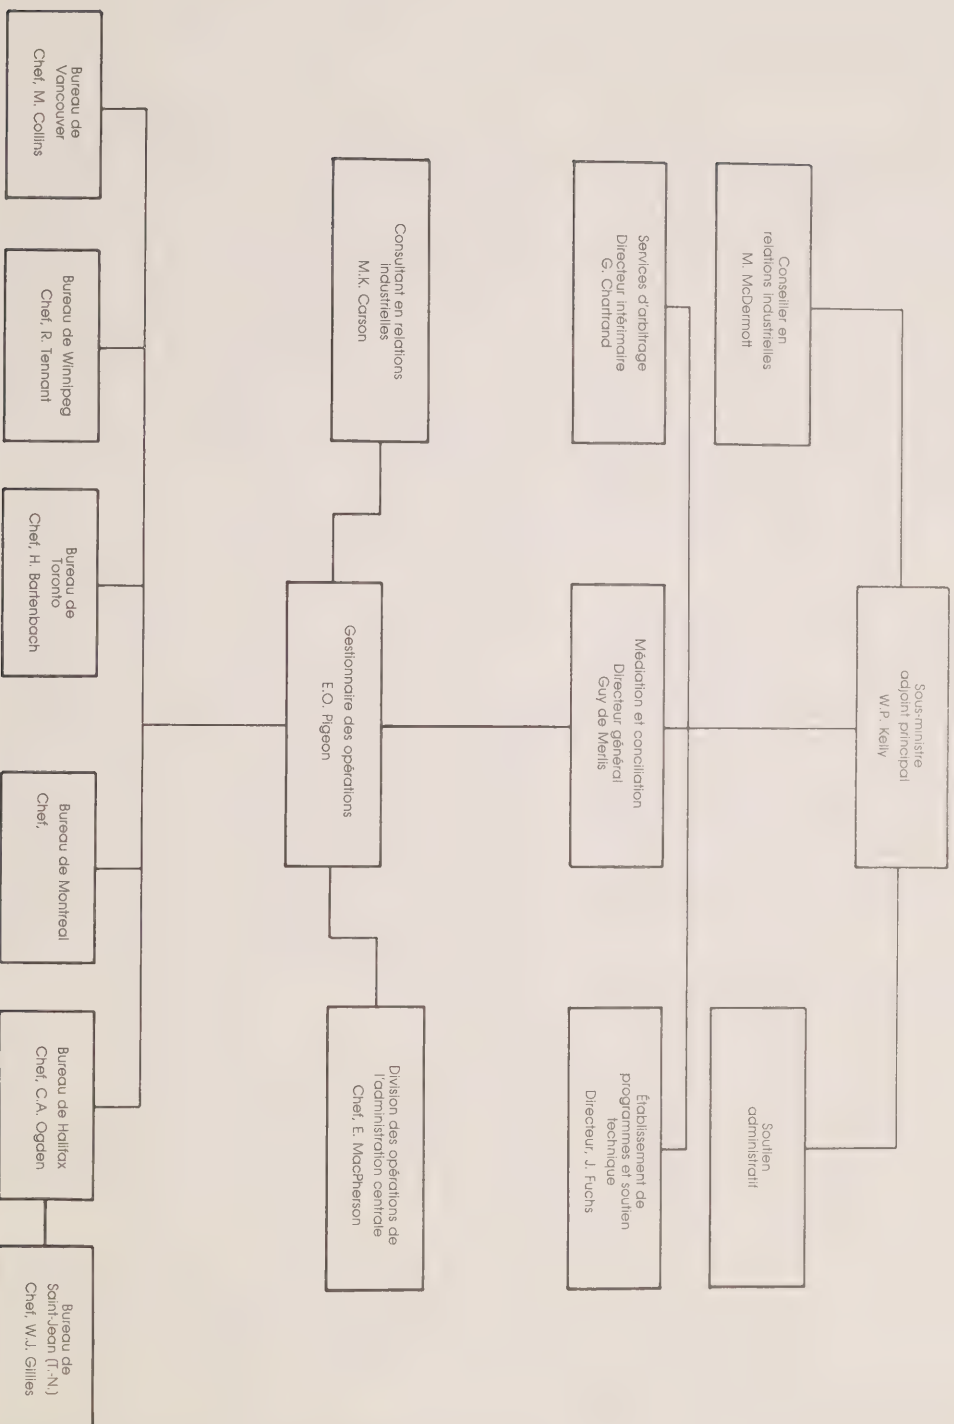 Sous-ministre
adjoint principal
W.P. Kelly
Conseiller en
relations industrielles
M. McDermott
Soutien
administratif
Services d'arbitrage
Directeur intérimaire
G. Chartrand
Médiation et conciliation
Directeur général
Guy de Merlis
Établissement de
programmes et soutien
technique
Directeur, J. Fuchs
Consultant en relations
industrielles
M.K. Carson
Gestionnaire des opérations
E.O. Pigeon
Division des opérations de
l'administration centrale
Chef, E. MacPherson
Bureau de
Vancouver
Chef, M. Collins
Bureau de Winnipeg
Chef, R. Tennant
Bureau de
Toronto
Chef, H. Bartenbach
Bureau de Montreal
Chef,
Bureau de Halifax
Chef, C.A. Ogden
Bureau de
Saint-Jean (T.-N.)
Chef, W.J. Gillies